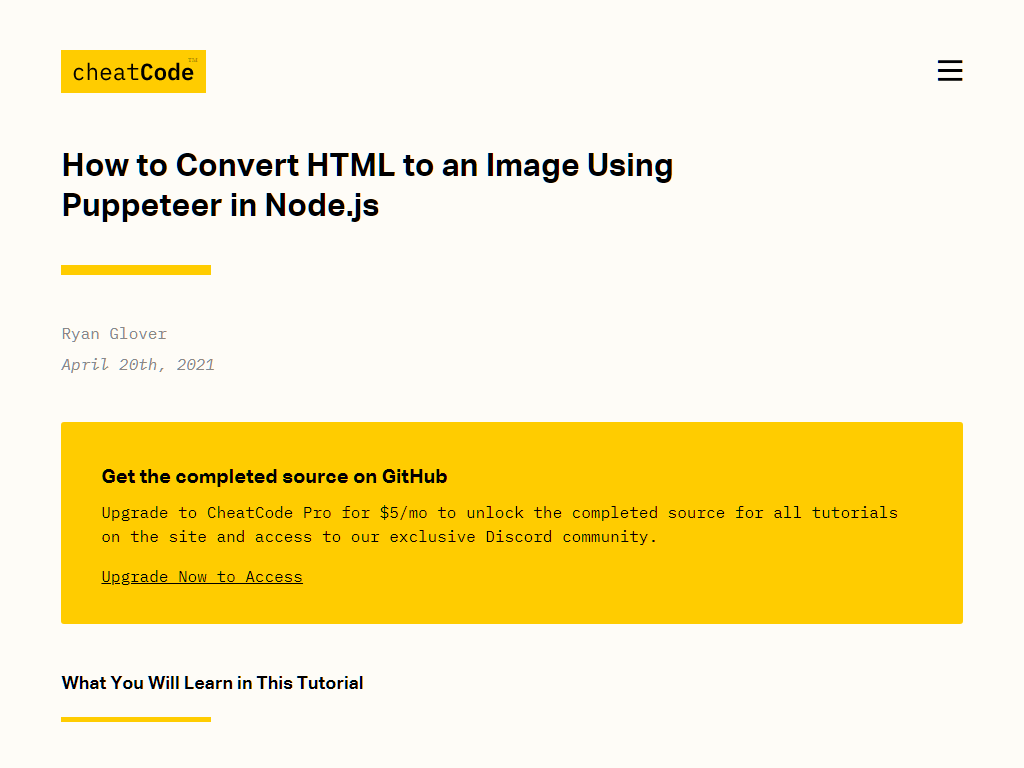 cheatCode™
How to Convert HTML to an Image Using
Puppeteer in Node.js
Ryan Glover
April 20th, 2021
Get the completed source on GitHub
Upgrade to CheatCode Pro for $5/mo to unlock the completed source for all tutorials
on the site and access to our exclusive Discord community.
Upgrade Now to Access
What You Will Learn in This Tutorial